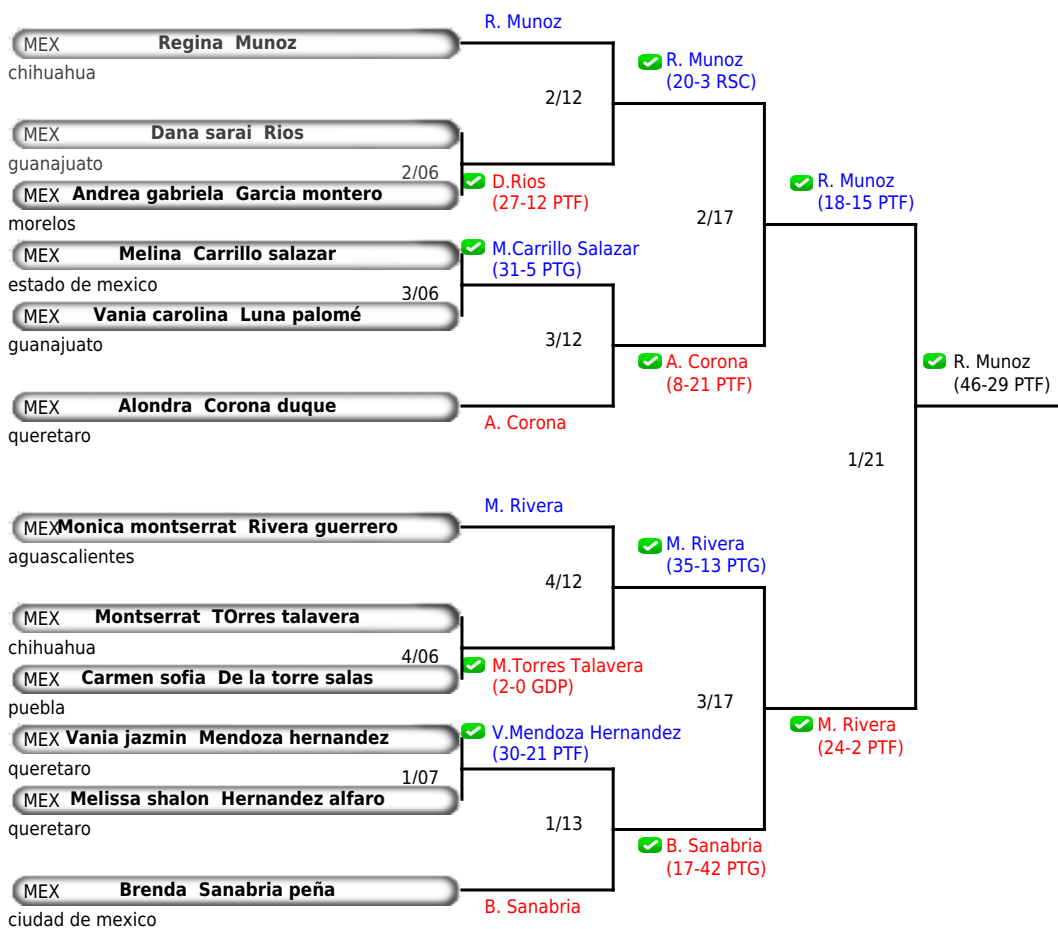 R. Munoz
MEX Regina Munoz
chihuahua
R. Munoz
(20-3 RSC)
2/12
MEX Dana sarai Rios
guanajuato
2/06
D.Rios
(27-12 PTF)
MEX Andrea gabriela Garcia montero
morelos
R. Munoz
(18-15 PTF)
2/17
MEX Melina Carrillo salazar
M.Carrillo Salazar
(31-5 PTG)
estado de mexico
3/06
MEX Vania carolina Luna palomé
guanajuato
3/12
A. Corona
(8-21 PTF)
R. Munoz
(46-29 PTF)
MEX Alondra Corona duque
A. Corona
queretaro
1/21
M. Rivera
MEX Monica montserrat Rivera guerrero
aguascalientes
M. Rivera
(35-13 PTG)
4/12
MEX Montserrat TOrres talavera
chihuahua
4/06
M.Torres Talavera
(2-0 GDP)
MEX Carmen sofia De la torre salas
puebla
3/17
M. Rivera
(24-2 PTF)
MEX Vania jazmin Mendoza hernandez
V.Mendoza Hernandez
(30-21 PTF)
queretaro
1/07
MEX Melissa shalon Hernandez alfaro
queretaro
1/13
B. Sanabria
(17-42 PTG)
MEX Brenda Sanabria peña
B. Sanabria
ciudad de mexico